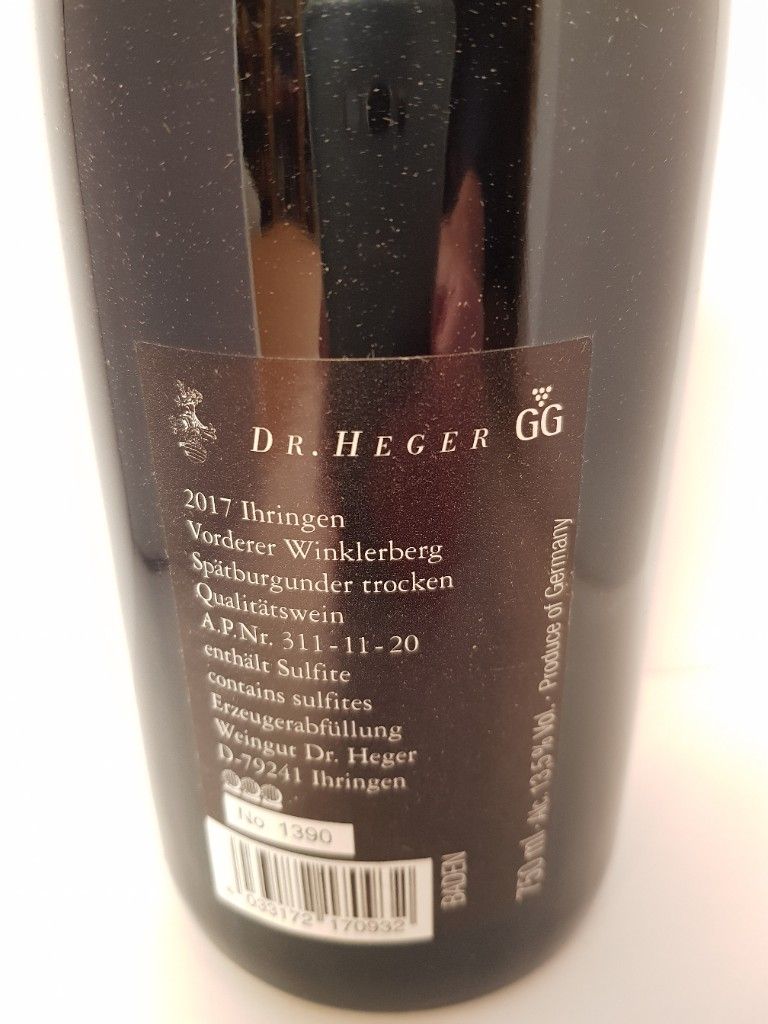 DR. HEGER
GG
2017 Ihringen
Vorderer Winklerberg
Spätburgunder trocken
Qualitätswein
A.P.Nr. 311-11-20
enthält Sulfite
contains sulfites
Erzeugerabfüllung
Weingut Dr. Heger
D-79241 Ihringen
No 1390
4 033172 170932
BADEN
750 ml · Alc. 13.5% Vol. · Produce of Germany